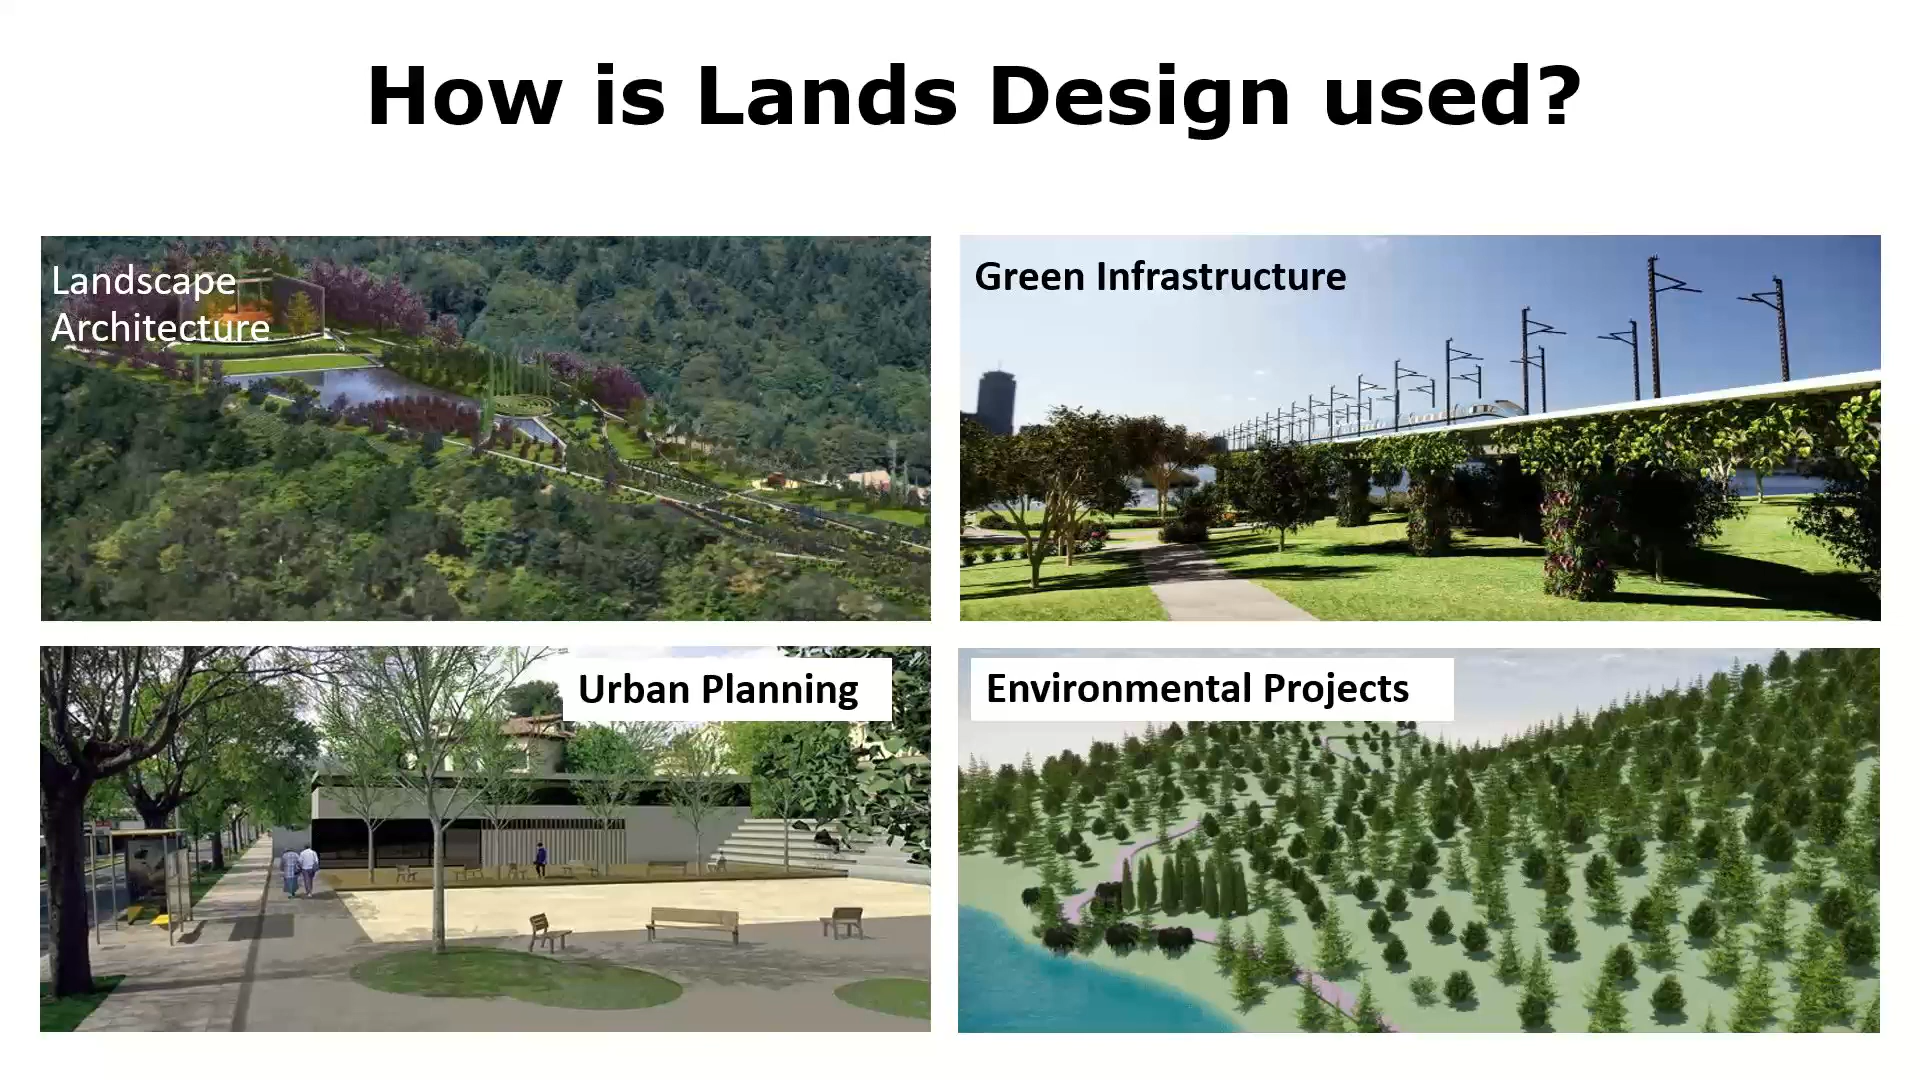 How is Lands Design used?
Landscape
Architecture
Green Infrastructure
Urban Planning
Environmental Projects